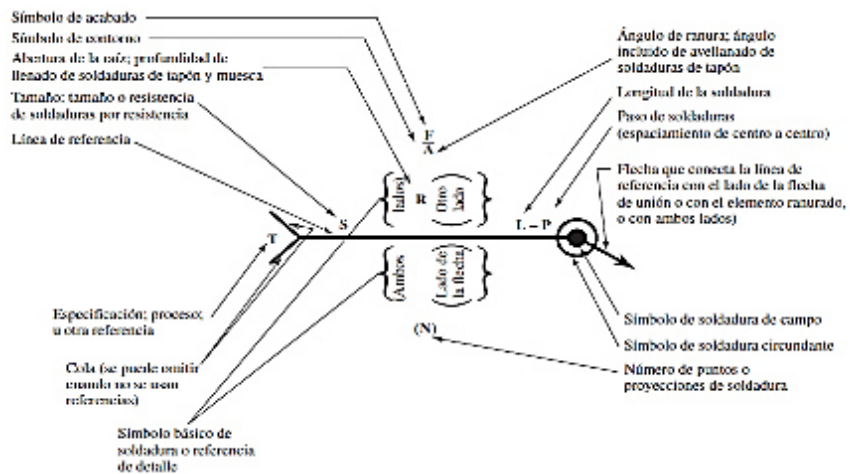 Símbolo de acabado
Símbolo de contorno
Abertura de la raíz; profundidad de
llenado de soldaduras de tapón y muesca
Tamaño; tamaño o resistencia
de soldaduras por resistencia
Línea de referencia
Ángulo de ranura; ángulo
incluido de avellanado de
soldaduras de tapón
Longitud de la soldadura
Paso de soldaduras
(espaciamiento de centro a centro)
Flecha que conecta la línea de
referencia con el lado de la flecha
de unión o con el elemento ranurado,
o con ambos lados)
F
A
R
lados)
(Otro
lado)
S
L – P
T
(Ambos
(Lado de
la flecha)
(N)
Especificación; proceso;
u otra referencia
Cola (se puede omitir
cuando no se usan
referencias)
Símbolo básico de
soldadura o referencia
de detalle
Símbolo de soldadura de campo
Símbolo de soldadura circundante
Número de puntos o
proyecciones de soldadura